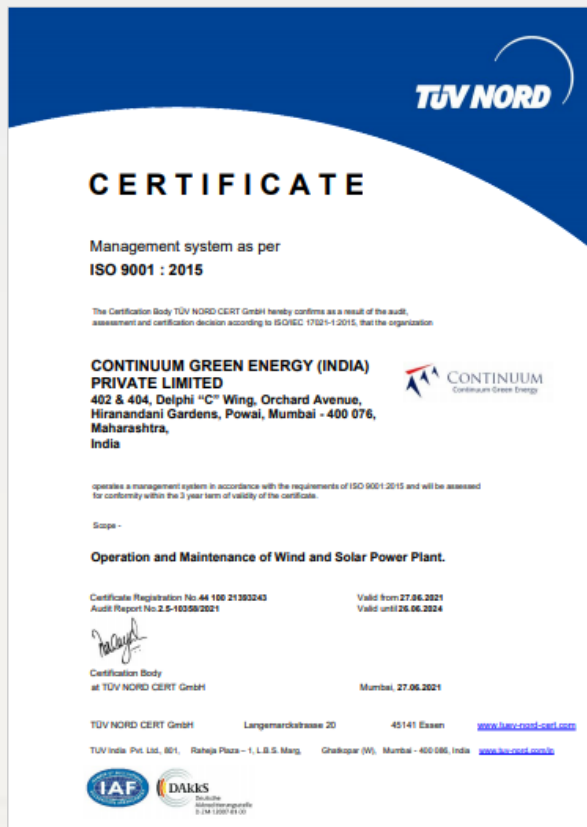 TÜV NORD
CERTIFICATE
Management system as per
ISO 9001 : 2015
The Certification Body TÜV NORD CERT GmbH hereby confirms as a result of the audit,
assessment and certification decision according to ISO/IEC 17021-1:2015, that the organization
CONTINUUM GREEN ENERGY (INDIA)
PRIVATE LIMITED
CONTINUUM
Continuum Green Energy
402 & 404, Delphi “C” Wing, Orchard Avenue,
Hiranandani Gardens, Powai, Mumbai - 400 076,
Maharashtra,
India
operates a management system in accordance with the requirements of ISO 9001:2015 and will be assessed
for conformity within the 3 year term of validity of the certificate.
Scope -
Operation and Maintenance of Wind and Solar Power Plant.
Certificate Registration No.44 100 21393243 Valid from 27.06.2021
Audit Report No.2.5-10358/2021 Valid until 26.06.2024
Certification Body
at TÜV NORD CERT GmbH Mumbai, 27.06.2021
TÜV NORD CERT GmbH Langemarckstrasse 20 45141 Essen www.tuev-nord-cert.com
TUV India Pvt. Ltd., 801, Raheja Plaza – 1, L.B.S. Marg, Ghatkopar (W), Mumbai - 400 086, India www.tuv-nord.com/in
IAF
DAkkS
Deutsche
Akkreditierungsstelle